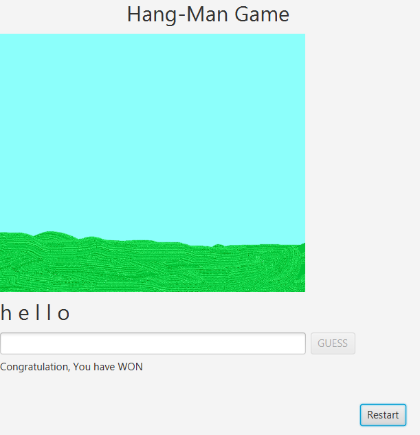 Hang-Man Game
h e l l o
GUESS
Congratulation, You have WON
Restart